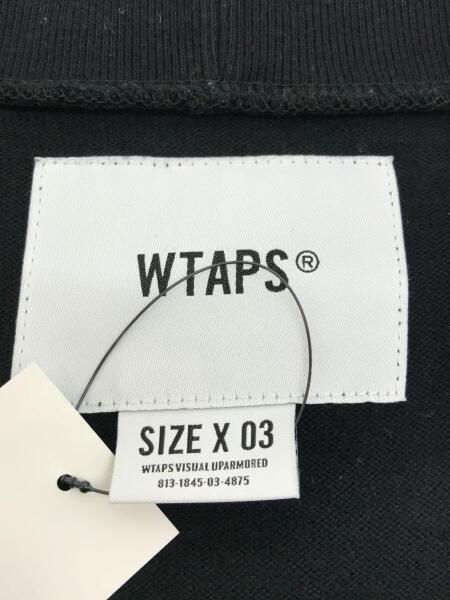 WTAPS®
SIZE X 03
WTAPS VISUAL UPARMORED
813-1845-03-4875